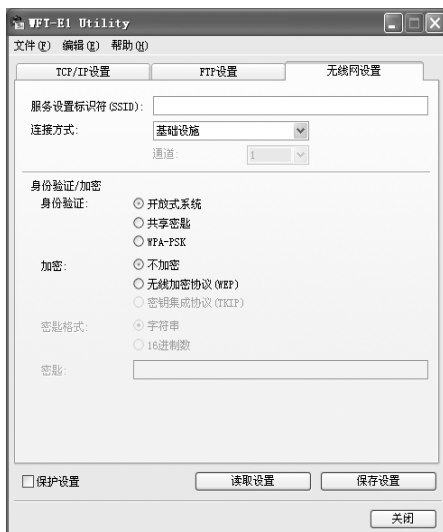 WFT-E1 Utility
文件(F) 编辑(E) 帮助(H)
TCP/IP设置 FTP设置 无线网设置
服务设置标识符(SSID):
连接方式: 基础设施
通道: 1
身份验证/加密
身份验证: 开放式系统
共享密匙
WPA-PSK
加密: 不加密
无线加密协议(WEP)
密钥集成协议(TKIP)
密匙格式: 字符串
16进制数
密匙:
保护设置 读取设置 保存设置
关闭